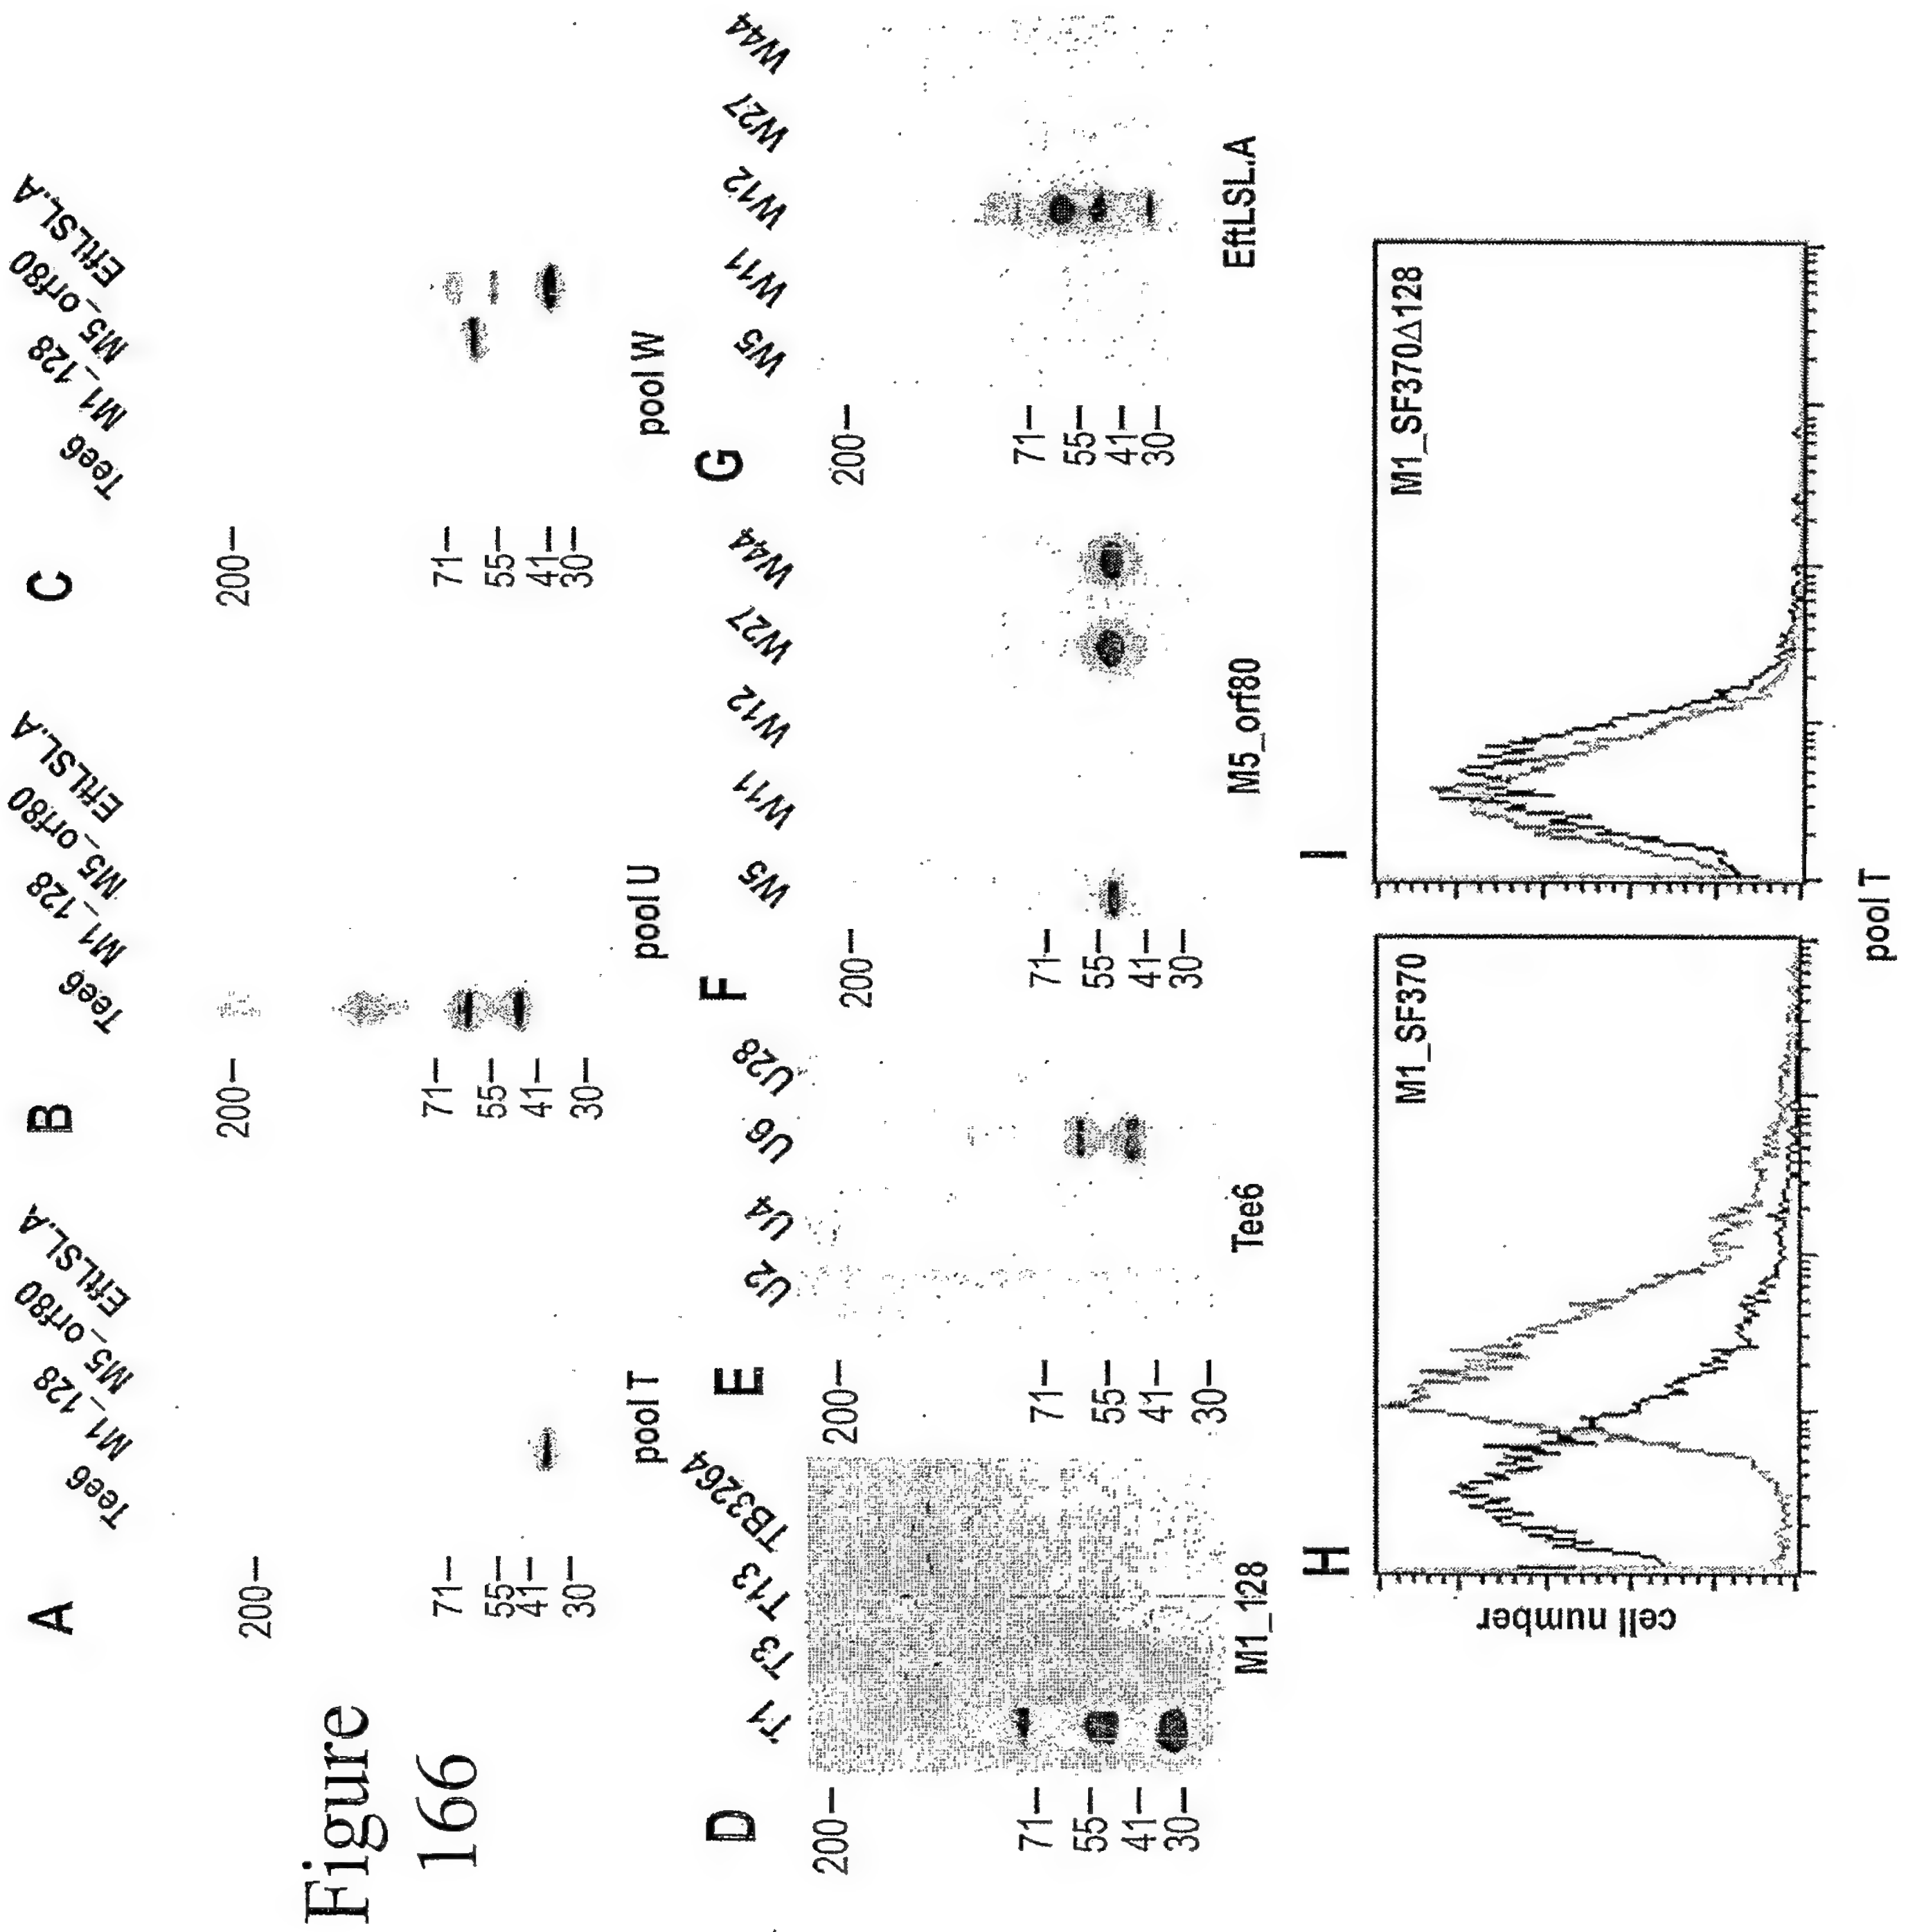 Figure
166
A
Tee6 M1_128 M5_orf80 EftLSL.A
200
71
55
41
30
pool T
B
Tee6 M1_128 M5_orf80 EftLSL.A
200
71
55
41
30
pool U
C
Tee6 M1_128 M5_orf80 EftLSL.A
200
71
55
41
30
pool W
D
T1 T3 T13 TB3264
200
71
55
41
30
M1_128
E
U2 U4 U6 U28
200
71
55
41
30
Tee6
F
W5 W11 W12 W27 W44
200
71
55
41
30
M5_orf80
G
W5 W11 W12 W27 W44
200
71
55
41
30
EftLSL.A
H
M1_SF370
cell number
I
M1_SF370Δ128
pool T